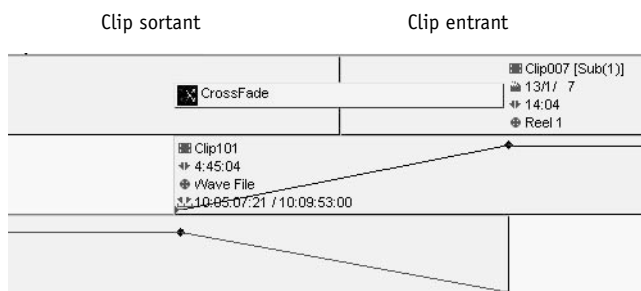 Clip sortant
Clip entrant
CrossFade
Clip007 [Sub(1)]
13/1/ 7
14:04
Reel 1
Clip101
4:45:04
Wave File
10:05:07:21 / 10:09:53:00